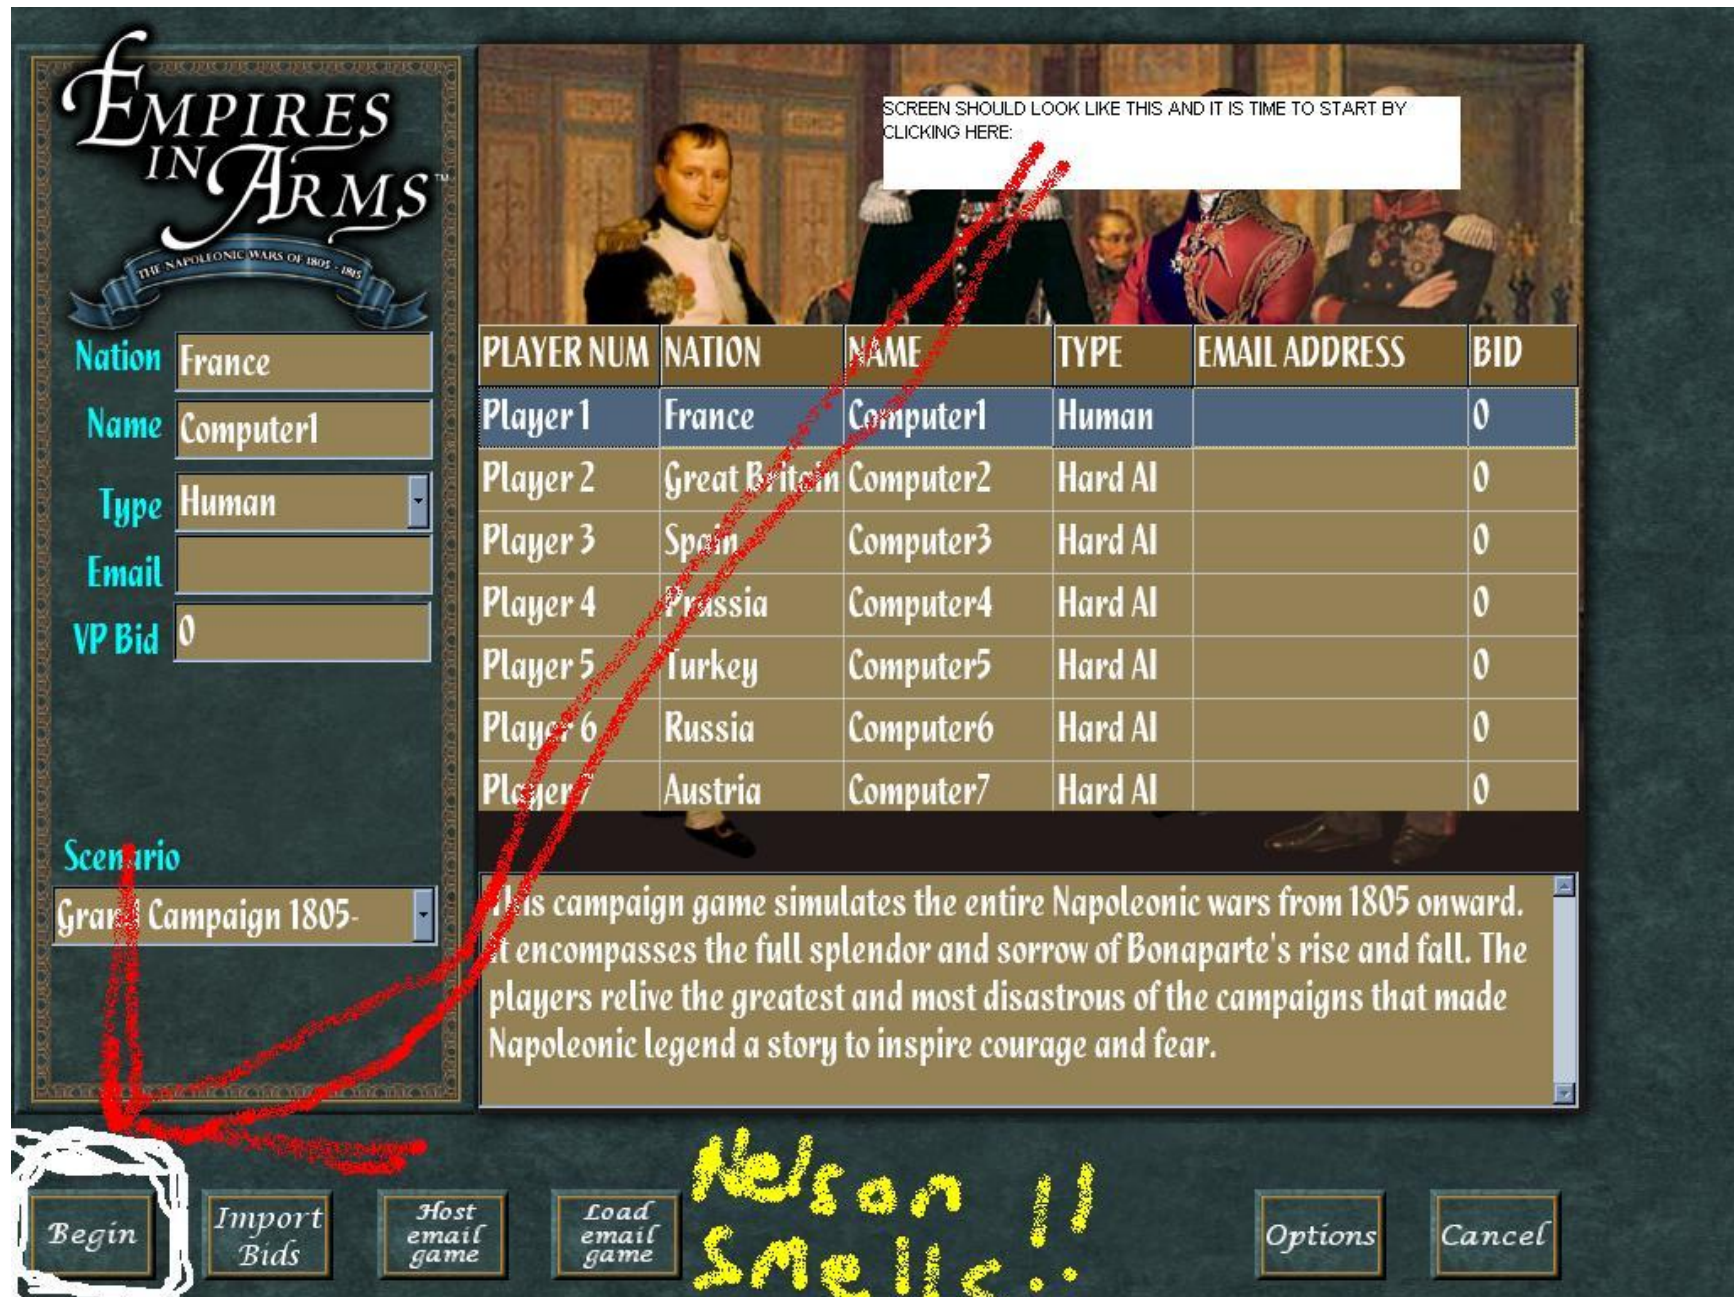 EMPIRES
IN
ARMS™
THE NAPOLEONIC WARS OF 1805 - 1815
SCREEN SHOULD LOOK LIKE THIS AND IT IS TIME TO START BY
CLICKING HERE:
Nation France
Name Computer1
Type Human
Email
VP Bid 0
Scenario
Grand Campaign 1805-
PLAYER NUM NATION NAME TYPE EMAIL ADDRESS BID
Player 1 France Computer1 Human 0
Player 2 Great Britain Computer2 Hard AI 0
Player 3 Spain Computer3 Hard AI 0
Player 4 Prussia Computer4 Hard AI 0
Player 5 Turkey Computer5 Hard AI 0
Player 6 Russia Computer6 Hard AI 0
Player 7 Austria Computer7 Hard AI 0
This campaign game simulates the entire Napoleonic wars from 1805 onward.
It encompasses the full splendor and sorrow of Bonaparte's rise and fall. The
players relive the greatest and most disastrous of the campaigns that made
Napoleonic legend a story to inspire courage and fear.
Begin
Import
Bids
Host
email
game
Load
email
game
Nelson
Smells!!
Options
Cancel